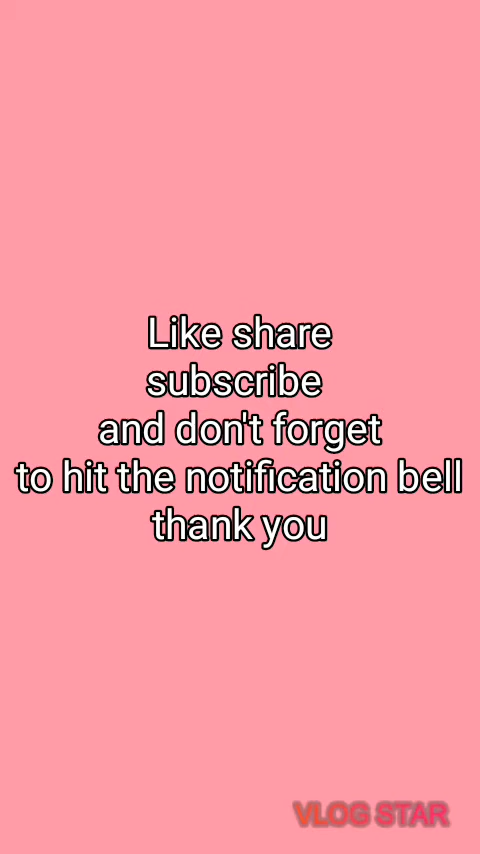 Like share
subscribe
and don't forget
to hit the notification bell
thank you
VLOG STAR